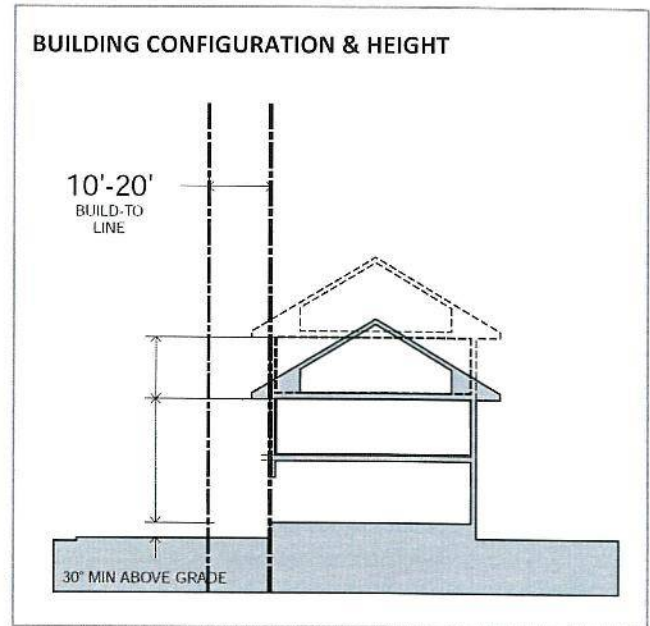 BUILDING CONFIGURATION & HEIGHT
10'-20'
BUILD-TO
LINE
30" MIN ABOVE GRADE